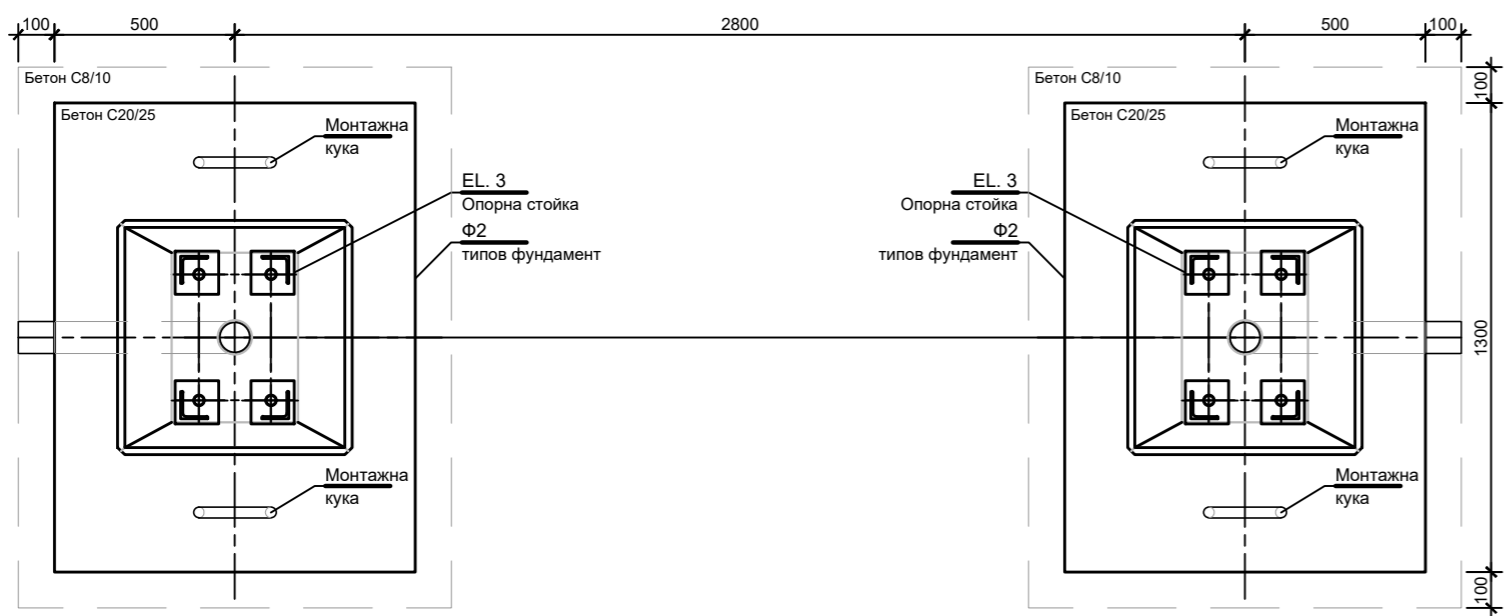 100
500
2800
500
100
Бетон C8/10
Бетон C20/25
Монтажна
кука
EL. 3
Опорна стойка
Ф2
типов фундамент
Монтажна
кука
Бетон C8/10
Бетон C20/25
Монтажна
кука
EL. 3
Опорна стойка
Ф2
типов фундамент
Монтажна
кука
100
1300
100